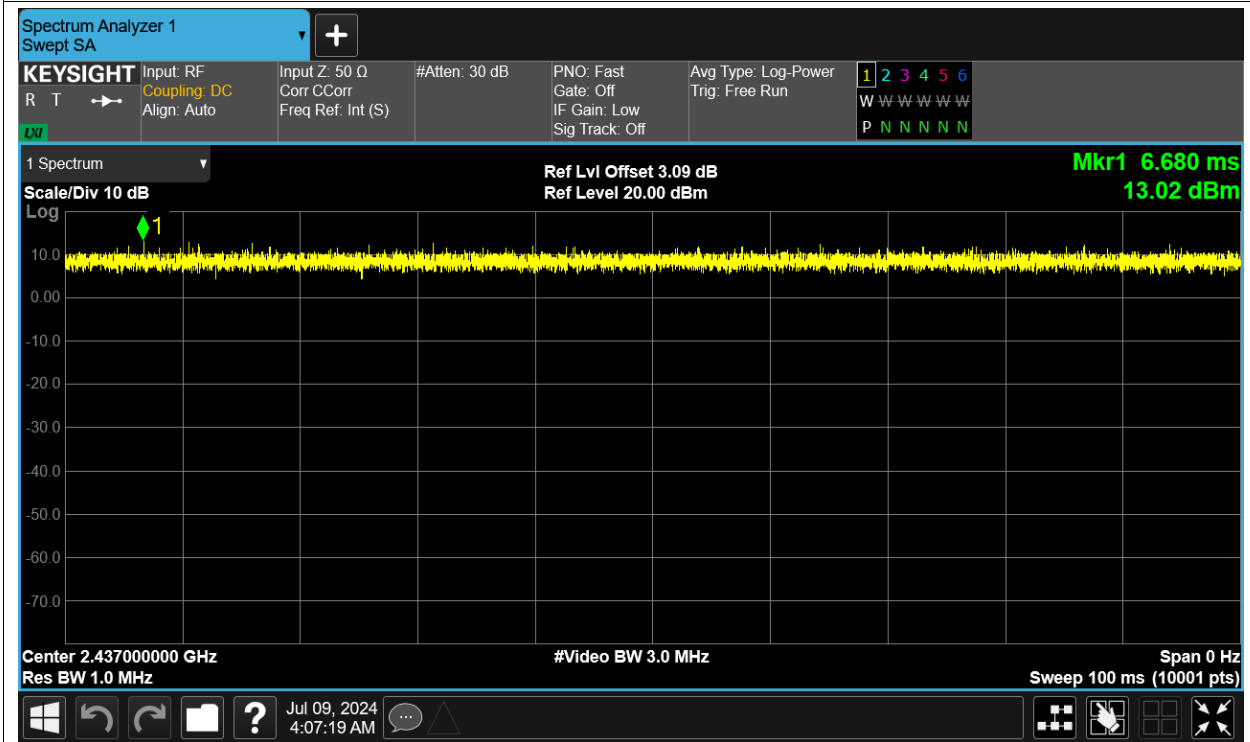 Spectrum Analyzer 1
Swept SA
+
KEYSIGHT
R T
LXI
Input: RF
Coupling: DC
Align: Auto
Input Z: 50 Ω
Corr CCorr
Freq Ref: Int (S)
#Atten: 30 dB
PNO: Fast
Gate: Off
IF Gain: Low
Sig Track: Off
Avg Type: Log-Power
Trig: Free Run
1 2 3 4 5 6
W W W W W W
P N N N N N
1 Spectrum
Scale/Div 10 dB
Ref Lvl Offset 3.09 dB
Ref Level 20.00 dBm
Mkr1 6.680 ms
13.02 dBm
Log
1
10.0
0.00
-10.0
-20.0
-30.0
-40.0
-50.0
-60.0
-70.0
Center 2.437000000 GHz
Res BW 1.0 MHz
#Video BW 3.0 MHz
Span 0 Hz
Sweep 100 ms (10001 pts)
?
Jul 09, 2024
4:07:19 AM